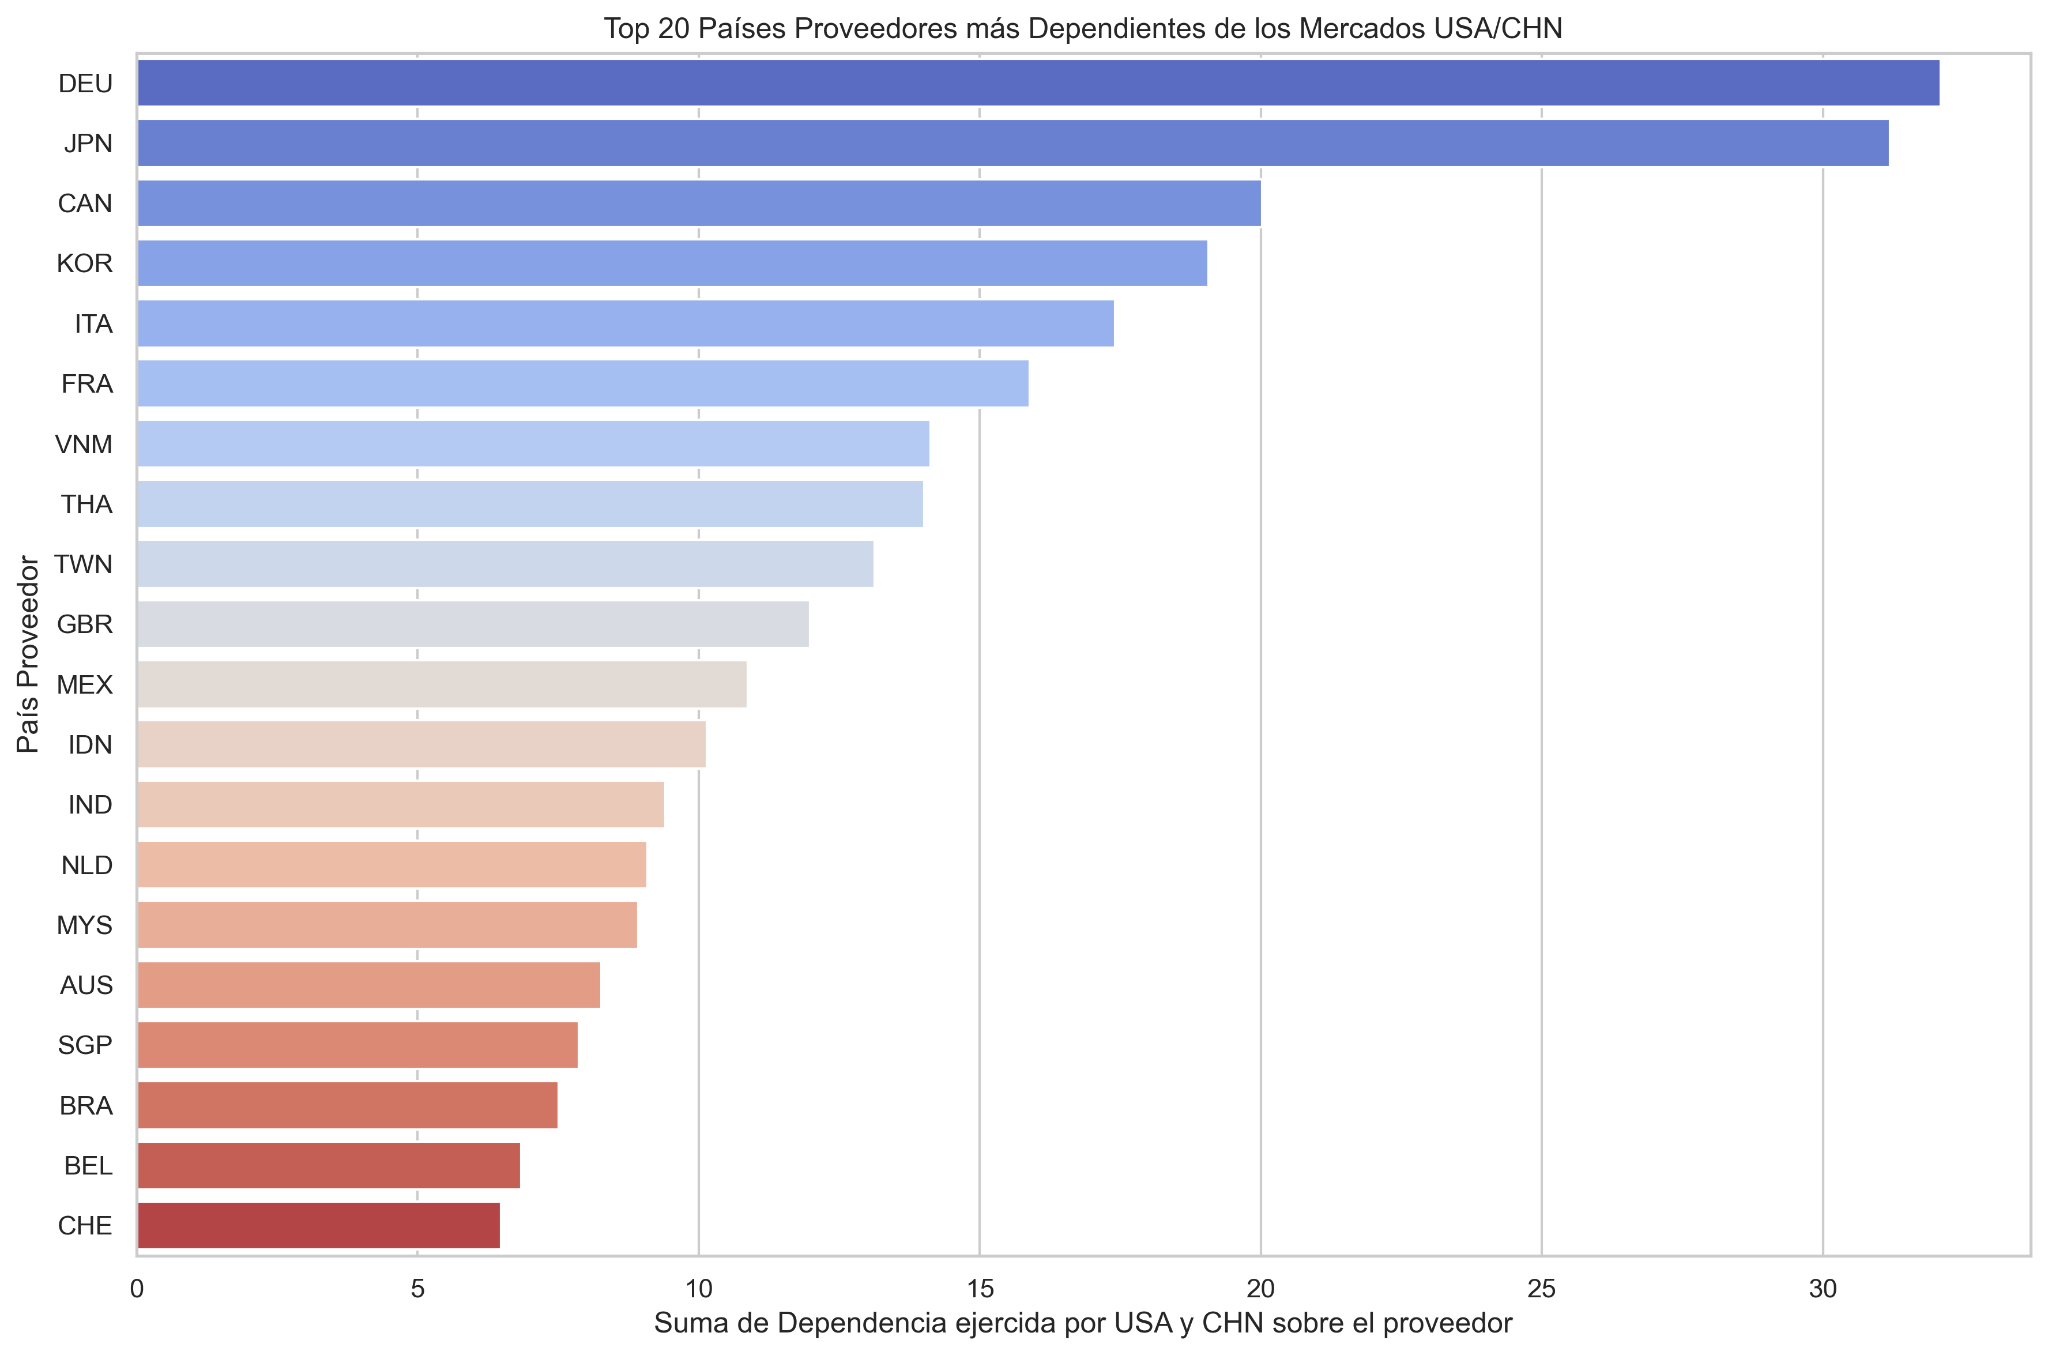 Top 20 Países Proveedores más Dependientes de los Mercados USA/CHN
País Proveedor
DEU
JPN
CAN
KOR
ITA
FRA
VNM
THA
TWN
GBR
MEX
IDN
IND
NLD
MYS
AUS
SGP
BRA
BEL
CHE
0 5 10 15 20 25 30
Suma de Dependencia ejercida por USA y CHN sobre el proveedor